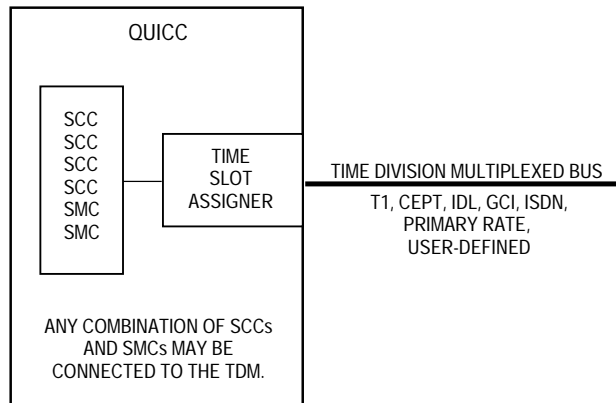 QUICC
SCC
SCC
SCC
SCC
SMC
SMC
TIME
SLOT
ASSIGNER
TIME DIVISION MULTIPLEXED BUS
T1, CEPT, IDL, GCI, ISDN,
PRIMARY RATE,
USER-DEFINED
ANY COMBINATION OF SCCs
AND SMCs MAY BE
CONNECTED TO THE TDM.